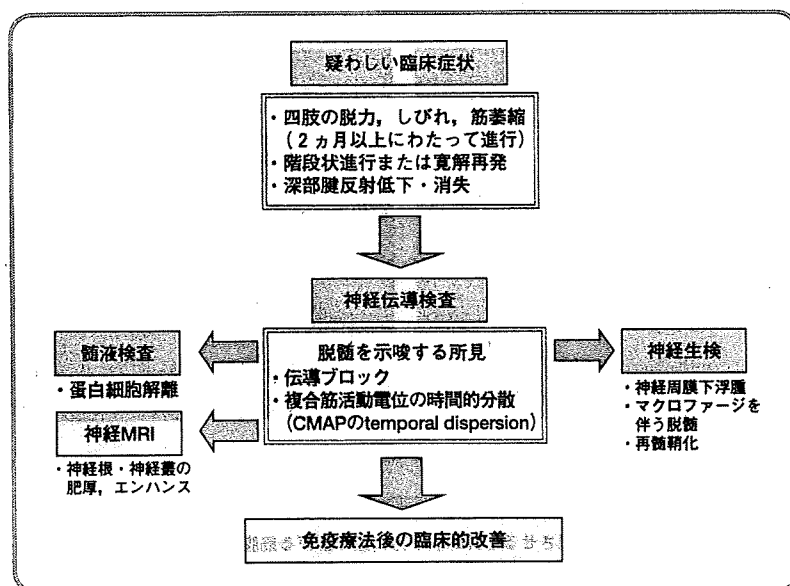 疑わしい臨床症状
・四肢の脱力，しびれ，筋萎縮
（2ヵ月以上にわたって進行）
・階段状進行または寛解再発
・深部腱反射低下・消失
神経伝導検査
脱髄を示唆する所見
・伝導ブロック
・複合筋活動電位の時間的分散
（CMAPのtemporal dispersion）
髄液検査
・蛋白細胞解離
神経MRI
・神経根・神経叢の
肥厚，エンハンス
神経生検
・神経周膜下浮腫
・マクロファージを
伴う脱髄
・再髄鞘化
免疫療法後の臨床的改善